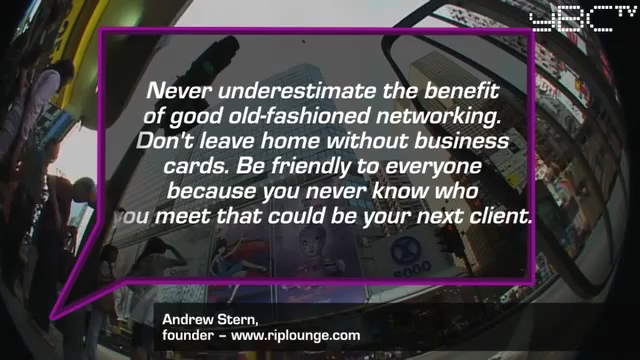 YBC TV
Never underestimate the benefit
of good old-fashioned networking.
Don't leave home without business
cards. Be friendly to everyone
because you never know who
you meet that could be your next client.
SOGO
Andrew Stern,
founder – www.riplounge.com